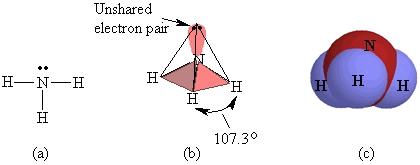 Unshared
electron pair
H—N—H
H
(a)
N
H
H
H
107.3°
(b)
N
H
H
H
(c)